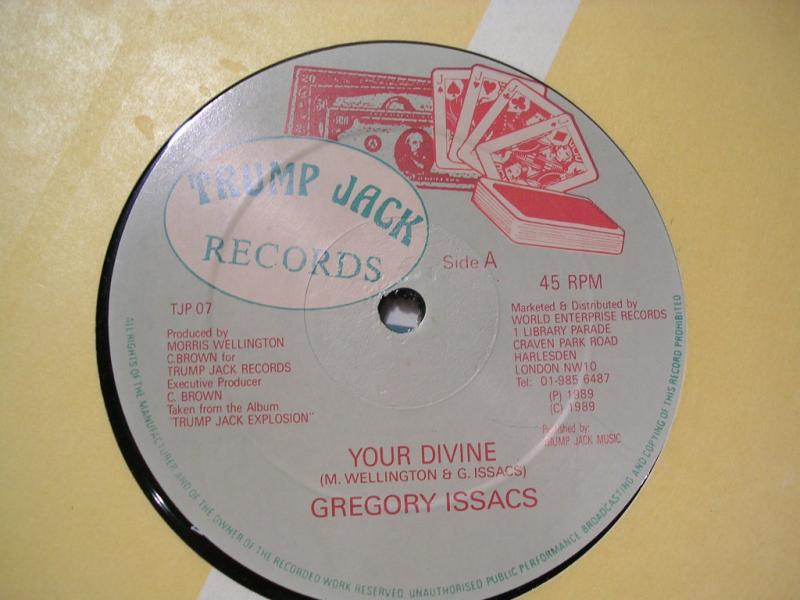 TRUMP JACK
RECORDS
Side A
45 RPM
TJP 07
Produced by
MORRIS WELLINGTON
C.BROWN for
TRUMP JACK RECORDS
Executive Producer
C. BROWN
Taken from the Album
"TRUMP JACK EXPLOSION"
Marketed & Distributed by
WORLD ENTERPRISE RECORDS
1 LIBRARY PARADE
CRAVEN PARK ROAD
HARLESDEN
LONDON NW10
Tel: 01-985 6487
(P) 1989
(C) 1989
Published by:
TRUMP JACK MUSIC
YOUR DIVINE
(M. WELLINGTON & G. ISSACS)
GREGORY ISSACS
ALL RIGHTS OF THE MANUFACTURER AND OF THE OWNER OF THE RECORDED WORK RESERVED UNAUTHORISED PUBLIC PERFORMANCE BROADCASTING AND COPYING OF THIS RECORD PROHIBITED